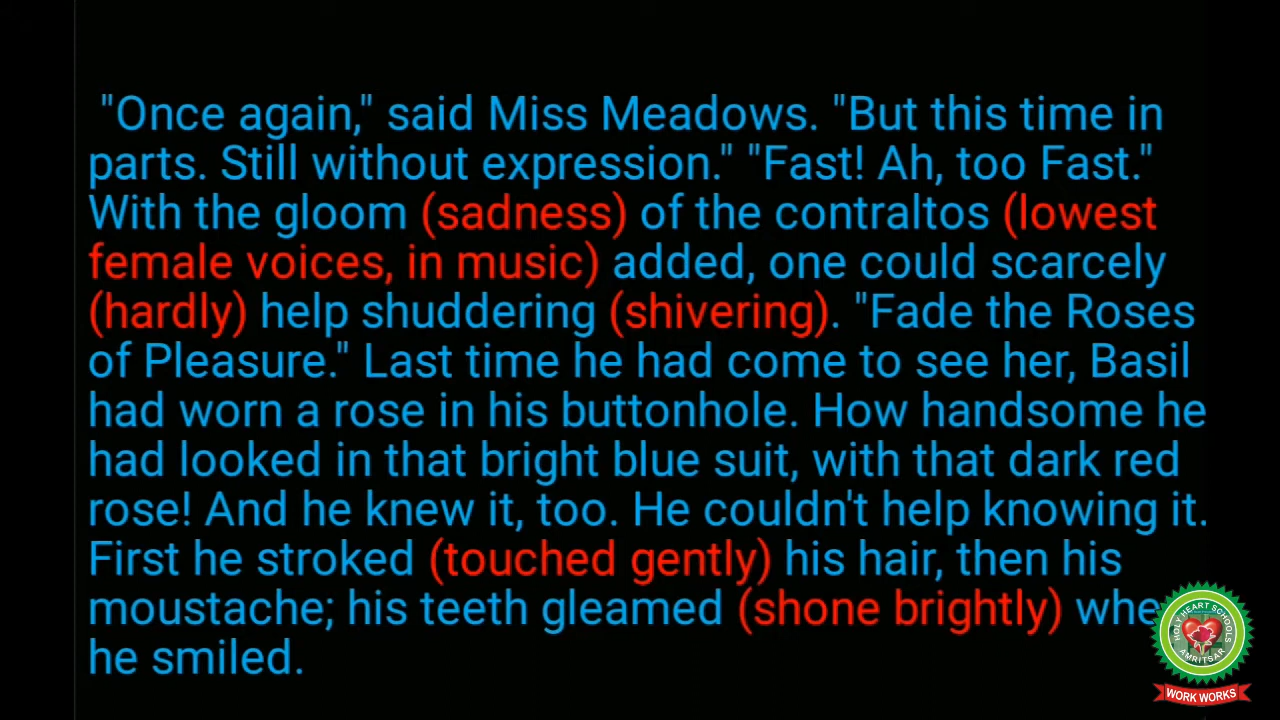 "Once again," said Miss Meadows. "But this time in
parts. Still without expression." "Fast! Ah, too Fast."
With the gloom (sadness) of the contraltos (lowest
female voices, in music) added, one could scarcely
(hardly) help shuddering (shivering). "Fade the Roses
of Pleasure." Last time he had come to see her, Basil
had worn a rose in his buttonhole. How handsome he
had looked in that bright blue suit, with that dark red
rose! And he knew it, too. He couldn't help knowing it.
First he stroked (touched gently) his hair, then his
moustache; his teeth gleamed (shone brightly) whe
he smiled.
HOLY HEART SCHOOLS
AMRITSAR
WORK WORKS